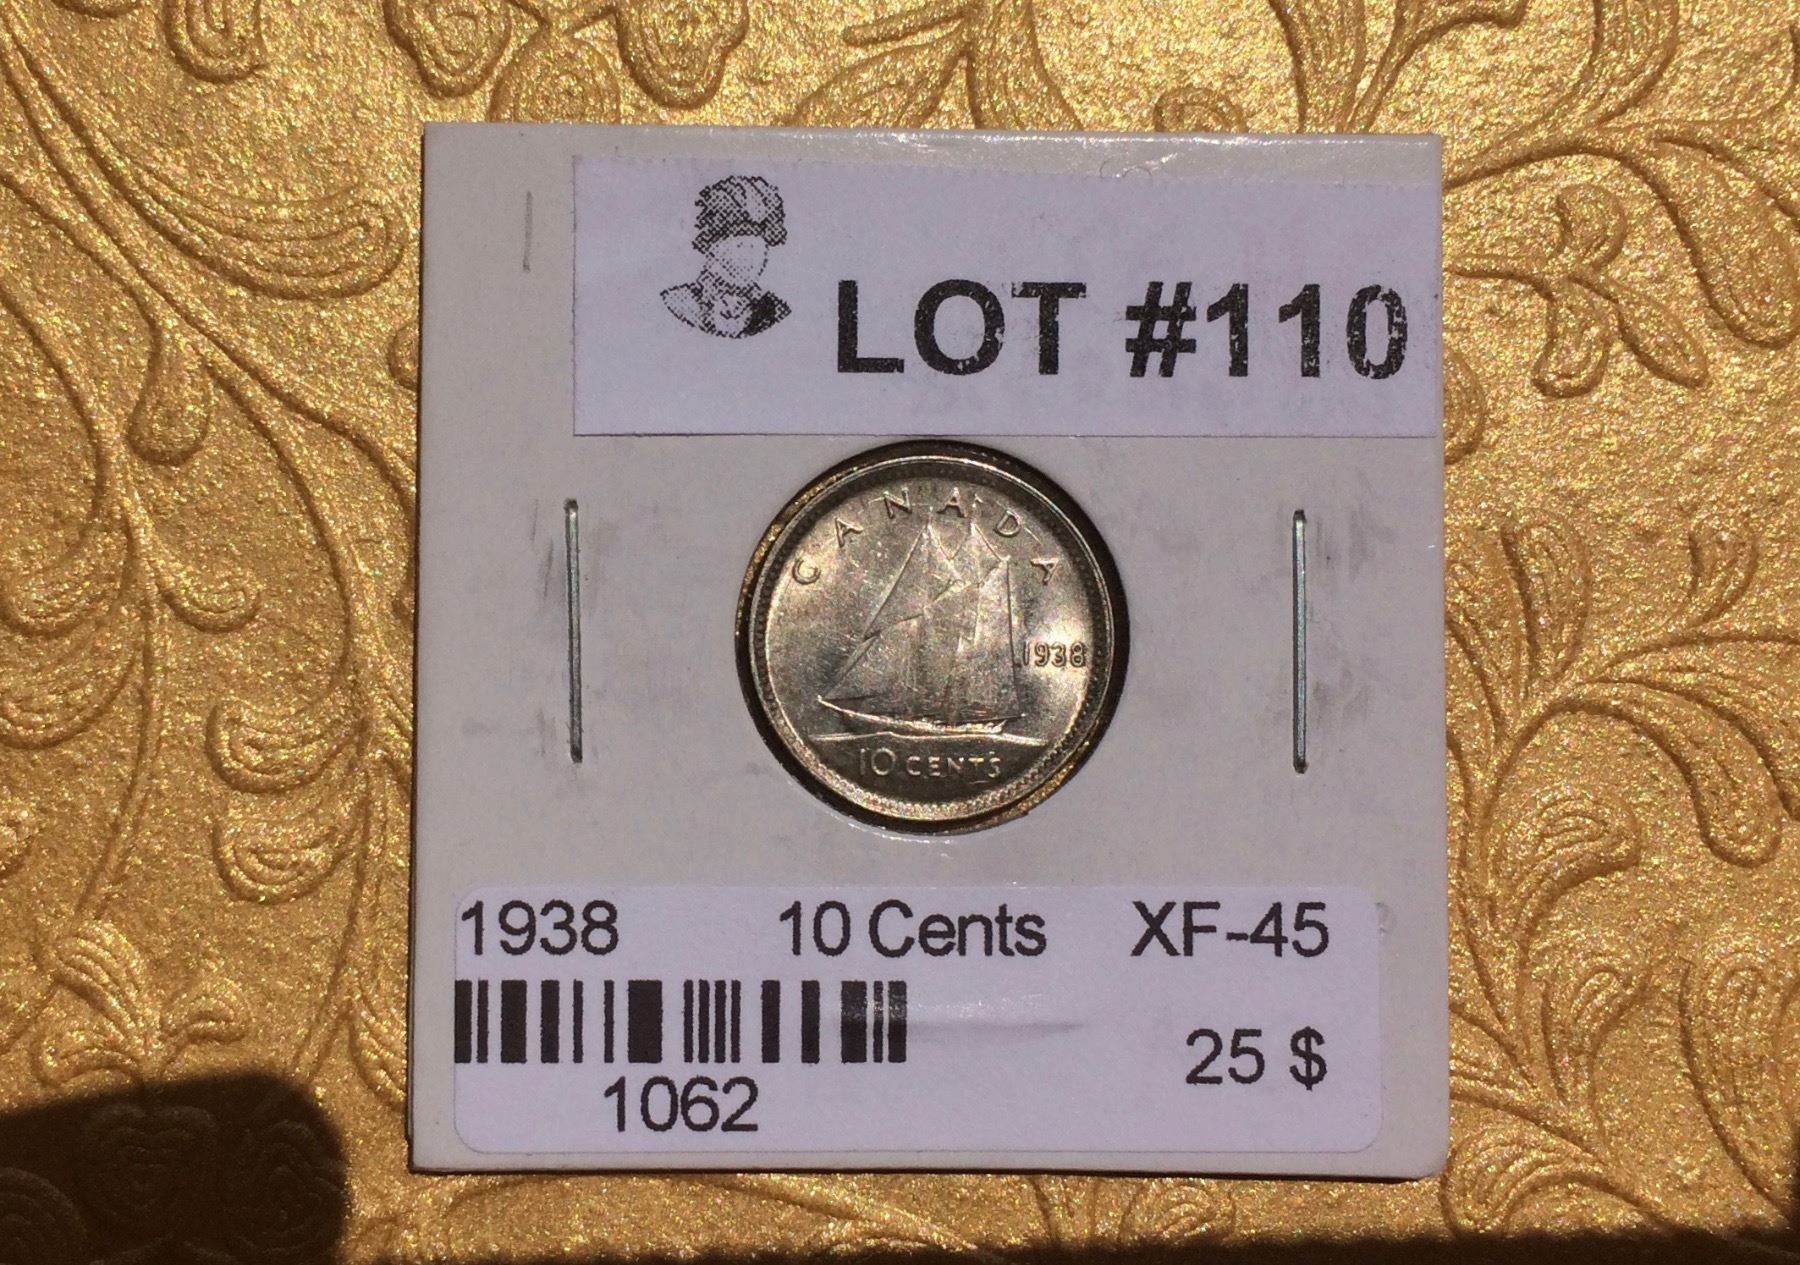 LOT #110
CANADA
1938
10 CENTS
1938 10 Cents XF-45
25 $
1062